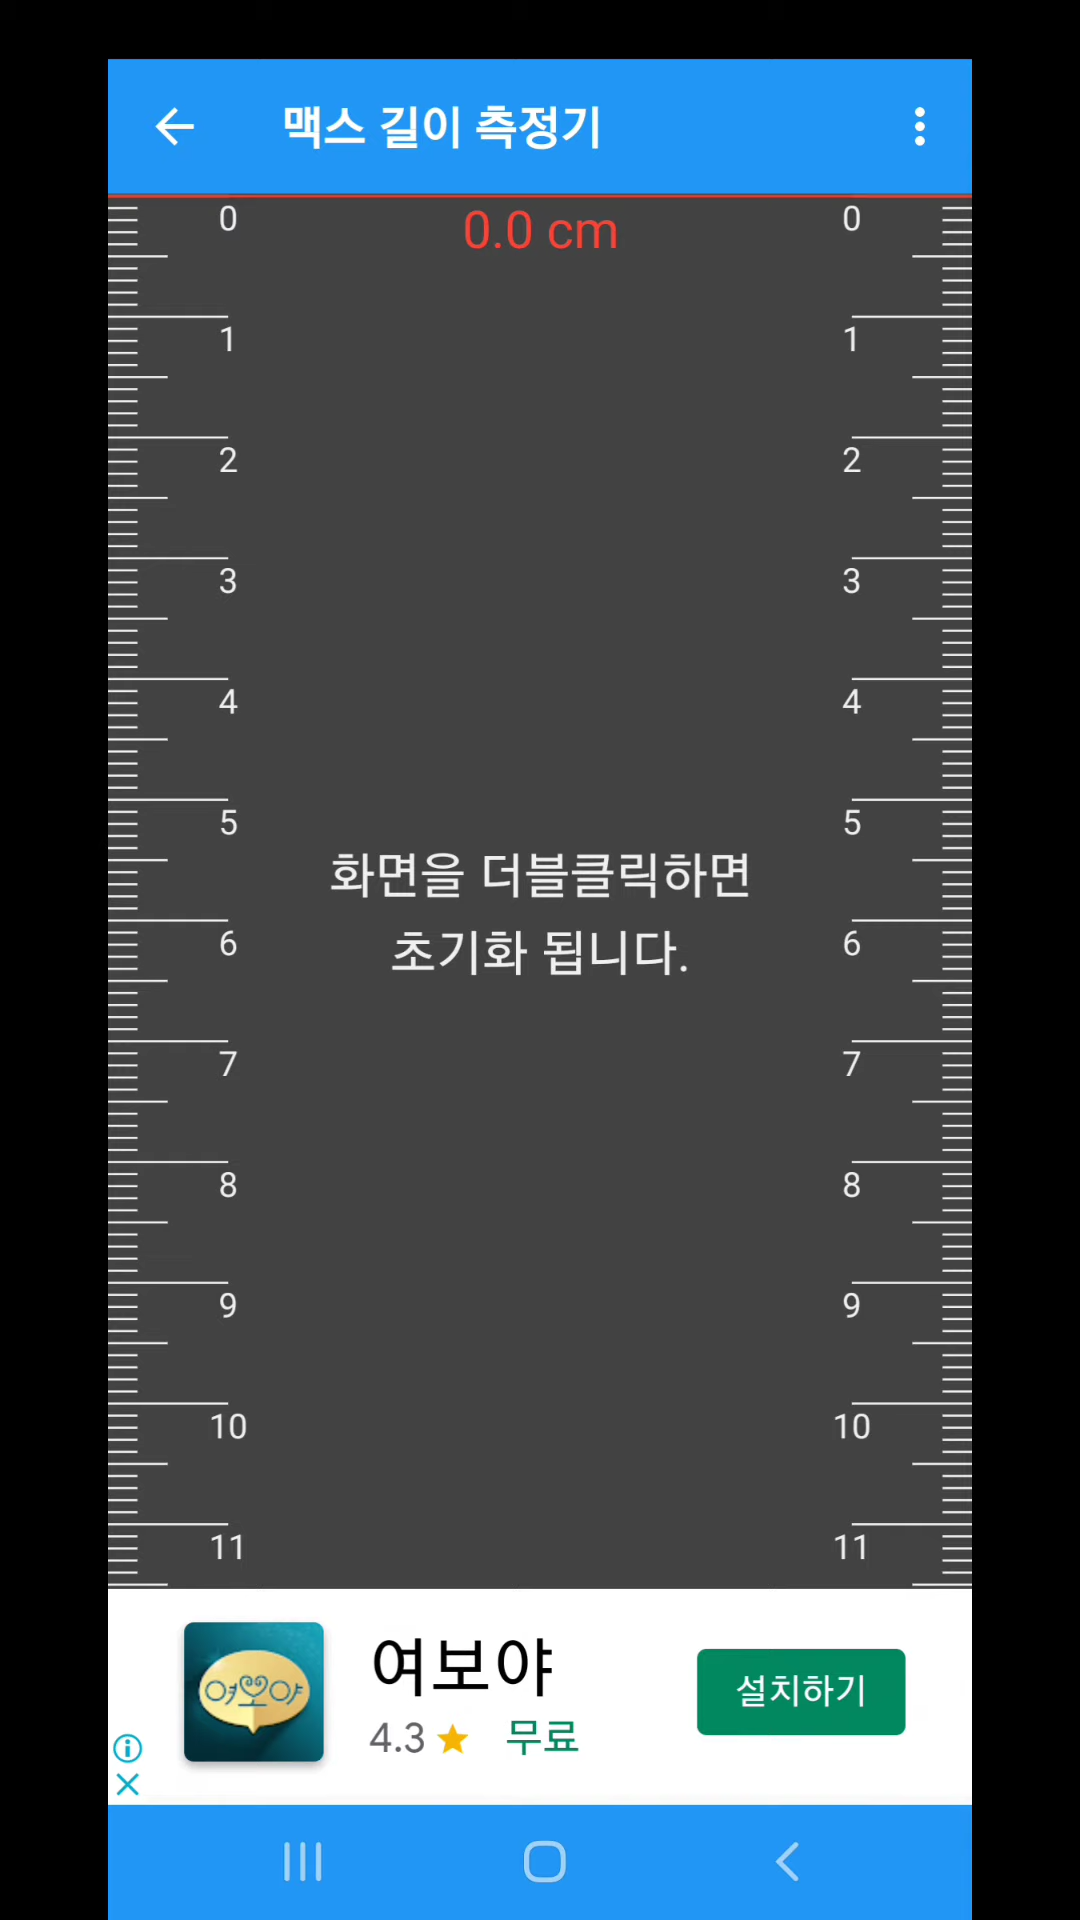 맥스 길이 측정기
0.0 cm
0 0
1 1
2 2
3 3
4 4
5 5
화면을 더블클릭하면
초기화 됩니다.
6 6
7 7
8 8
9 9
10 10
11 11
여보야
여보야
4.3 무료
설치하기